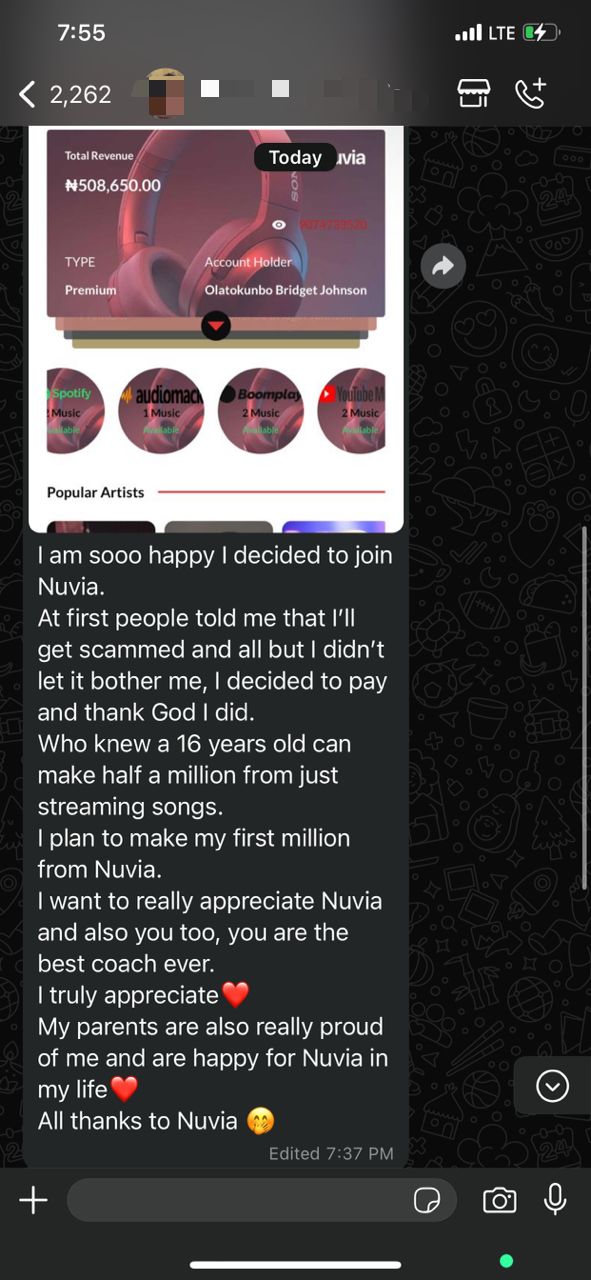 7:55
LTE
2,262
Total Revenue
Today
uvia
₦508,650.00
SON
9074733520
TYPE
Account Holder
Premium
Olatokunbo Bridget Johnson
Spotify
audiomack
Boomplay
YouTube M
Music
1 Music
2 Music
2 Music
ailable
Available
Available
Available
Popular Artists
I am sooo happy I decided to join
Nuvia.
At first people told me that I’ll
get scammed and all but I didn’t
let it bother me, I decided to pay
and thank God I did.
Who knew a 16 years old can
make half a million from just
streaming songs.
I plan to make my first million
from Nuvia.
I want to really appreciate Nuvia
and also you too, you are the
best coach ever.
I truly appreciate❤️
My parents are also really proud
of me and are happy for Nuvia in
my life❤️
All thanks to Nuvia 🤭
Edited 7:37 PM